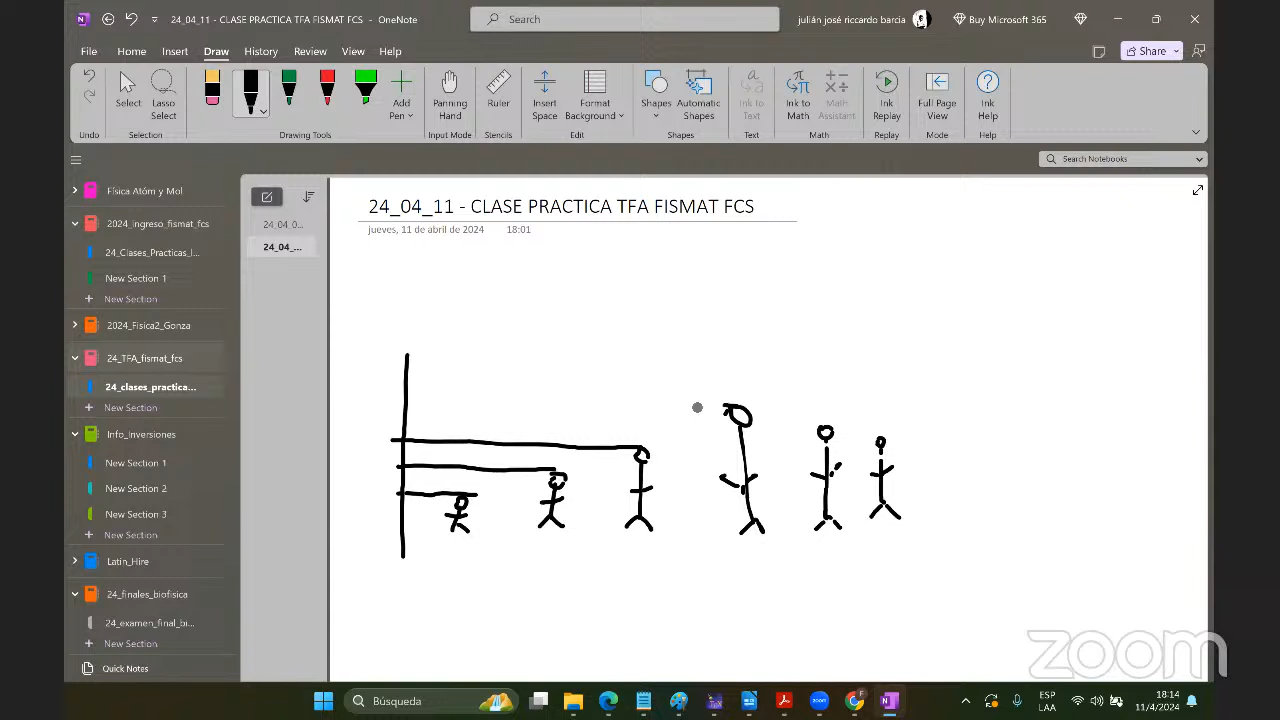 24_04_11 - CLASE PRACTICA TFA FISMAT FCS - OneNote
Search
julián josé riccardo barcia
Buy Microsoft 365
File
Home
Insert
Draw
History
Review
View
Help
Share
Select
Lasso Select
Add Pen
Panning Hand
Ruler
Insert Space
Format Background
Shapes
Automatic Shapes
Ink to Text
Ink to Math
Math Assistant
Ink Replay
Full Page View
Ink Help
Undo
Selection
Drawing Tools
Input Mode
Stencils
Edit
Shapes
Text
Math
Replay
Mode
Help
Search Notebooks
Física Atóm y Mol
2024_ingreso_fismat_fcs
24_Clases_Practicas_I...
New Section 1
+ New Section
2024_Fisica2_Gonza
24_TFA_fismat_fcs
24_clases_practica...
+ New Section
Info_Inversiones
New Section 1
New Section 2
New Section 3
+ New Section
Latin_Hire
24_finales_biofisica
24_examen_final_bi...
+ New Section
Quick Notes
24_04_0...
24_04_...
24_04_11 - CLASE PRACTICA TFA FISMAT FCS
jueves, 11 de abril de 2024 18:01
zoom
Búsqueda
ESP
LAA
18:14
11/4/2024